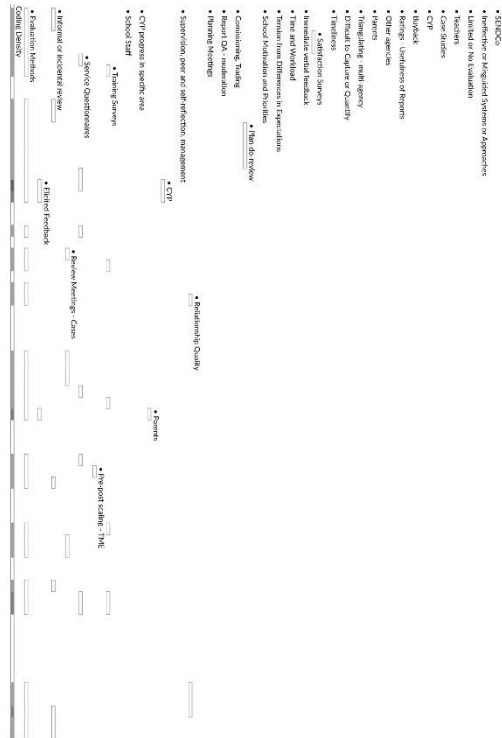 SENDCo
• Ineffective or Misguided Systems or Approaches
• Limited or No Evaluation
• Teachers
• Case Studies
• CYP
• Buyback
• Ratings - Usefulness of Reports
• Other agencies
• Parents
• Triangulating - multi agency
• Difficult to Capture or Quantify
• Timeliness
• Satisfaction Surveys
• Immediate verbal feedback
• Time and Workload
• Tension from Differences in Expectations
• School Motivation and Priorities
• Plan-do-review
• Commissioning, Trading
• Report QA - moderation
• Planning Meetings
• Relationship Quality
• Supervision, peer and self-reflection, management
• CYP
• Parents
• CYP progress in specific area
• School Staff
• Training Surveys
• Pre-post scaling - TME
• Service Questionnaires
• Review Meetings - Cases
• Informal or incidental review
• Elicited Feedback
• Evaluation Methods
Coding Density